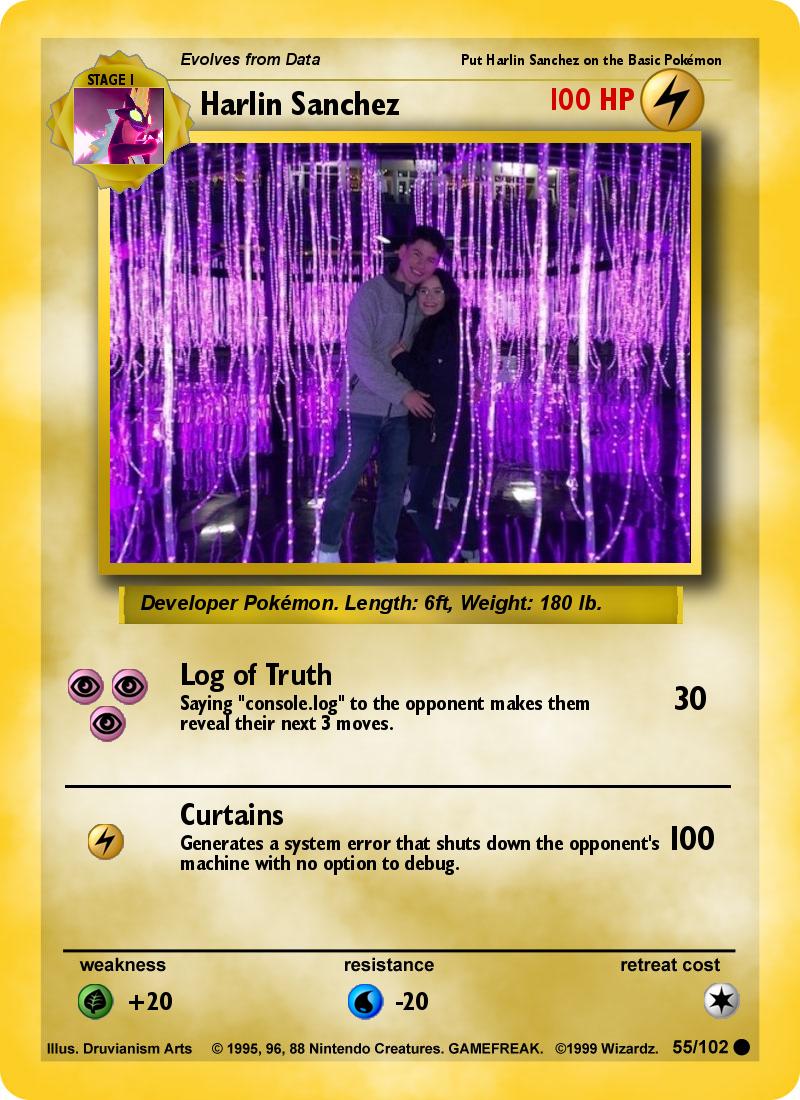 Evolves from Data
Put Harlin Sanchez on the Basic Pokémon
STAGE I
Harlin Sanchez
100 HP
Developer Pokémon. Length: 6ft, Weight: 180 lb.
Log of Truth
Saying "console.log" to the opponent makes them
reveal their next 3 moves.
30
Curtains
Generates a system error that shuts down the opponent's
machine with no option to debug.
100
weakness
resistance
retreat cost
+20
-20
Illus. Druvianism Arts
© 1995, 96, 88 Nintendo Creatures. GAMEFREAK.
©1999 Wizardz.
55/102